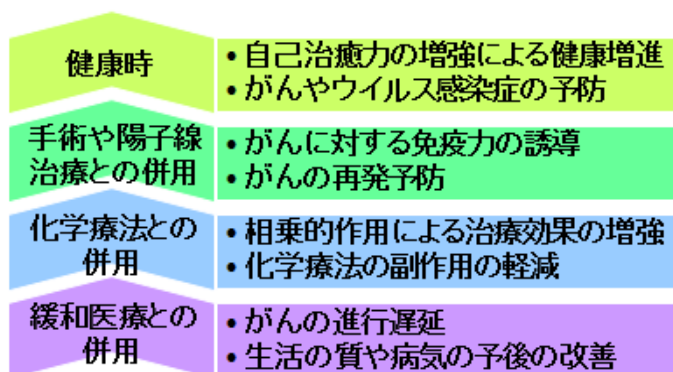 健康時
• 自己治癒力の増強による健康増進
• がんやウイルス感染症の予防
手術や陽子線
治療との併用
• がんに対する免疫力の誘導
• がんの再発予防
化学療法との
併用
• 相乗的作用による治療効果の増強
• 化学療法の副作用の軽減
緩和医療との
併用
• がんの進行遅延
• 生活の質や病気の予後の改善